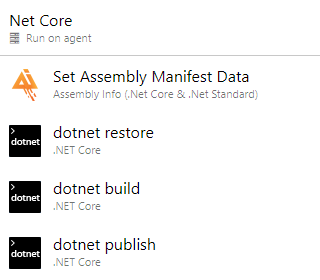 Net Core
Run on agent
Set Assembly Manifest Data
Assembly Info (.Net Core & .Net Standard)
>
dotnet
dotnet restore
.NET Core
>
dotnet
dotnet build
.NET Core
>
dotnet
dotnet publish
.NET Core